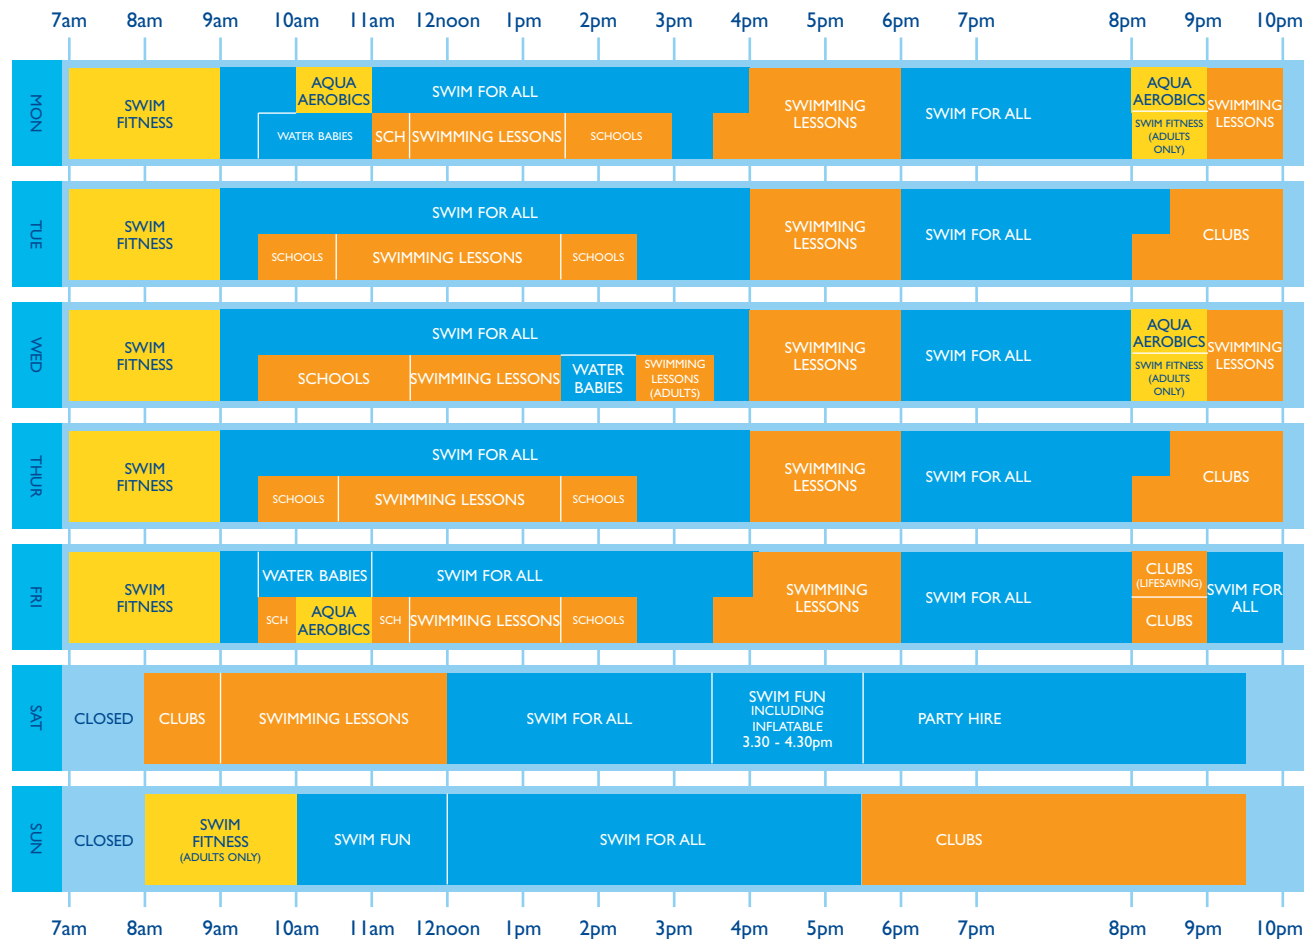 7am 8am 9am 10am 11am 12noon 1pm 2pm 3pm 4pm 5pm 6pm 7pm 8pm 9pm 10pm
MON
SWIM
FITNESS
AQUA
AEROBICS
SWIM FOR ALL
WATER BABIES
SCH
SWIMMING LESSONS
SCHOOLS
SWIMMING
LESSONS
SWIM FOR ALL
AQUA
AEROBICS
SWIM FITNESS
(ADULTS
ONLY)
SWIMMING
LESSONS
TUE
SWIM
FITNESS
SWIM FOR ALL
SCHOOLS
SWIMMING LESSONS
SCHOOLS
SWIMMING
LESSONS
SWIM FOR ALL
CLUBS
WED
SWIM
FITNESS
SWIM FOR ALL
SCHOOLS
SWIMMING LESSONS
WATER
BABIES
SWIMMING
LESSONS
(ADULTS)
SWIMMING
LESSONS
SWIM FOR ALL
AQUA
AEROBICS
SWIM FITNESS
(ADULTS
ONLY)
SWIMMING
LESSONS
THUR
SWIM
FITNESS
SWIM FOR ALL
SCHOOLS
SWIMMING LESSONS
SCHOOLS
SWIMMING
LESSONS
SWIM FOR ALL
CLUBS
FRI
SWIM
FITNESS
WATER BABIES
SWIM FOR ALL
SCH
AQUA
AEROBICS
SCH
SWIMMING LESSONS
SCHOOLS
SWIMMING
LESSONS
SWIM FOR ALL
CLUBS
(LIFESAVING)
CLUBS
SWIM FOR
ALL
SAT
CLOSED
CLUBS
SWIMMING LESSONS
SWIM FOR ALL
SWIM FUN
INCLUDING
INFLATABLE
3.30 - 4.30pm
PARTY HIRE
SUN
CLOSED
SWIM
FITNESS
(ADULTS ONLY)
SWIM FUN
SWIM FOR ALL
CLUBS
7am 8am 9am 10am 11am 12noon 1pm 2pm 3pm 4pm 5pm 6pm 7pm 8pm 9pm 10pm